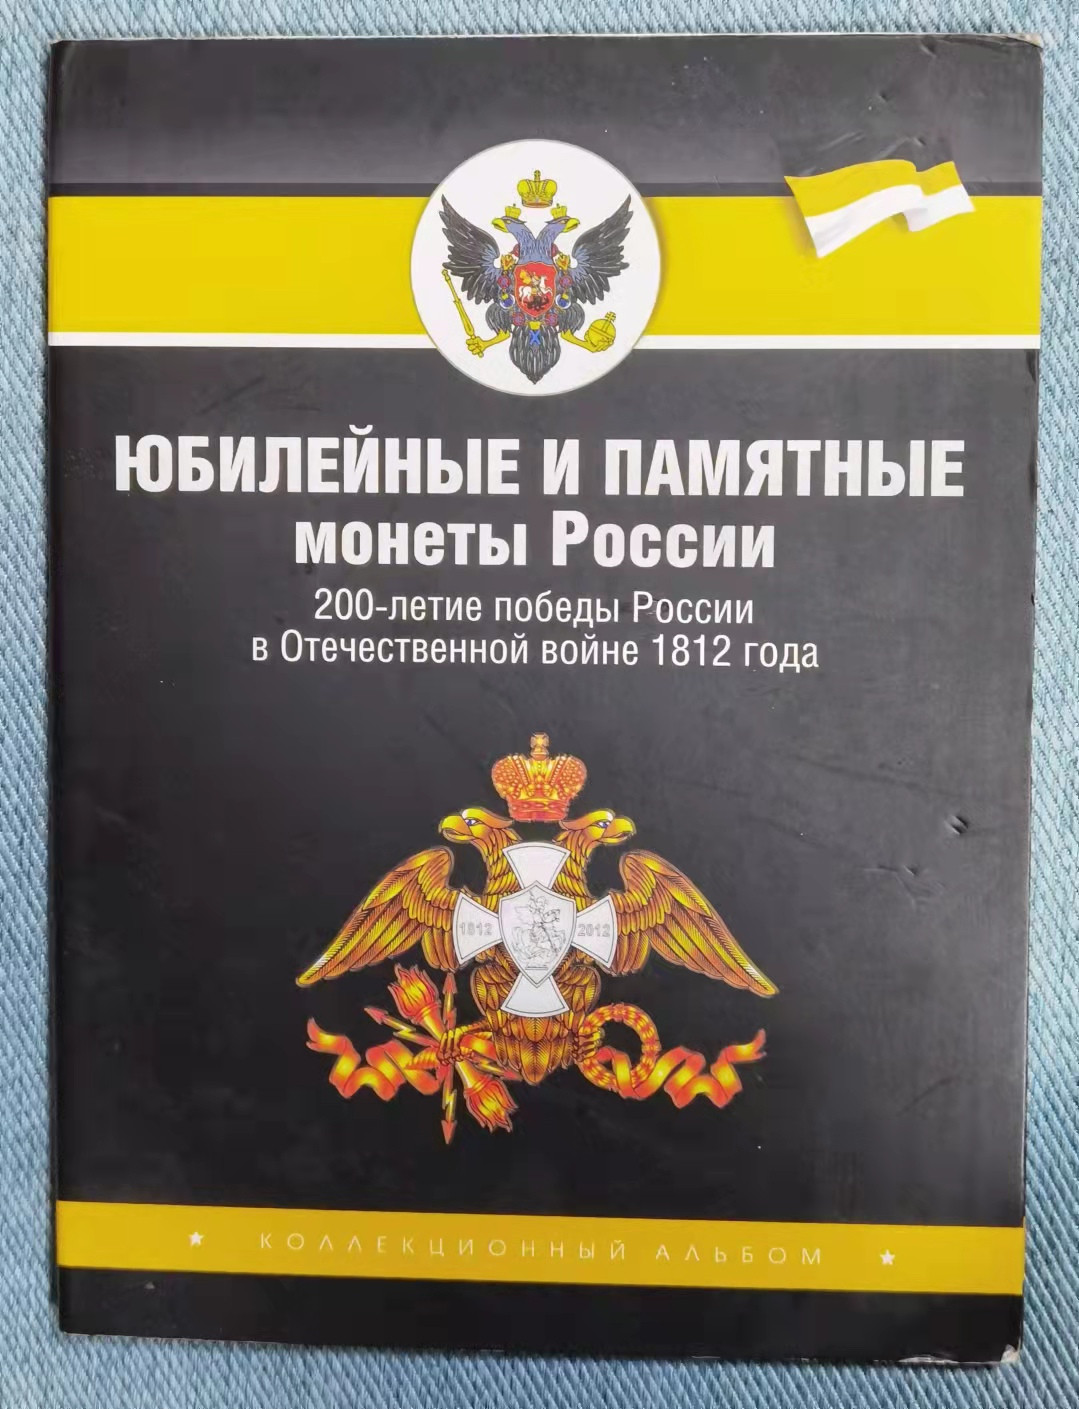 ЮБИЛЕЙНЫЕ И ПАМЯТНЫЕ
монеты России
200-летие победы России
в Отечественной войне 1812 года
1812 2012
КОЛЛЕКЦИОННЫЙ АЛЬБОМ